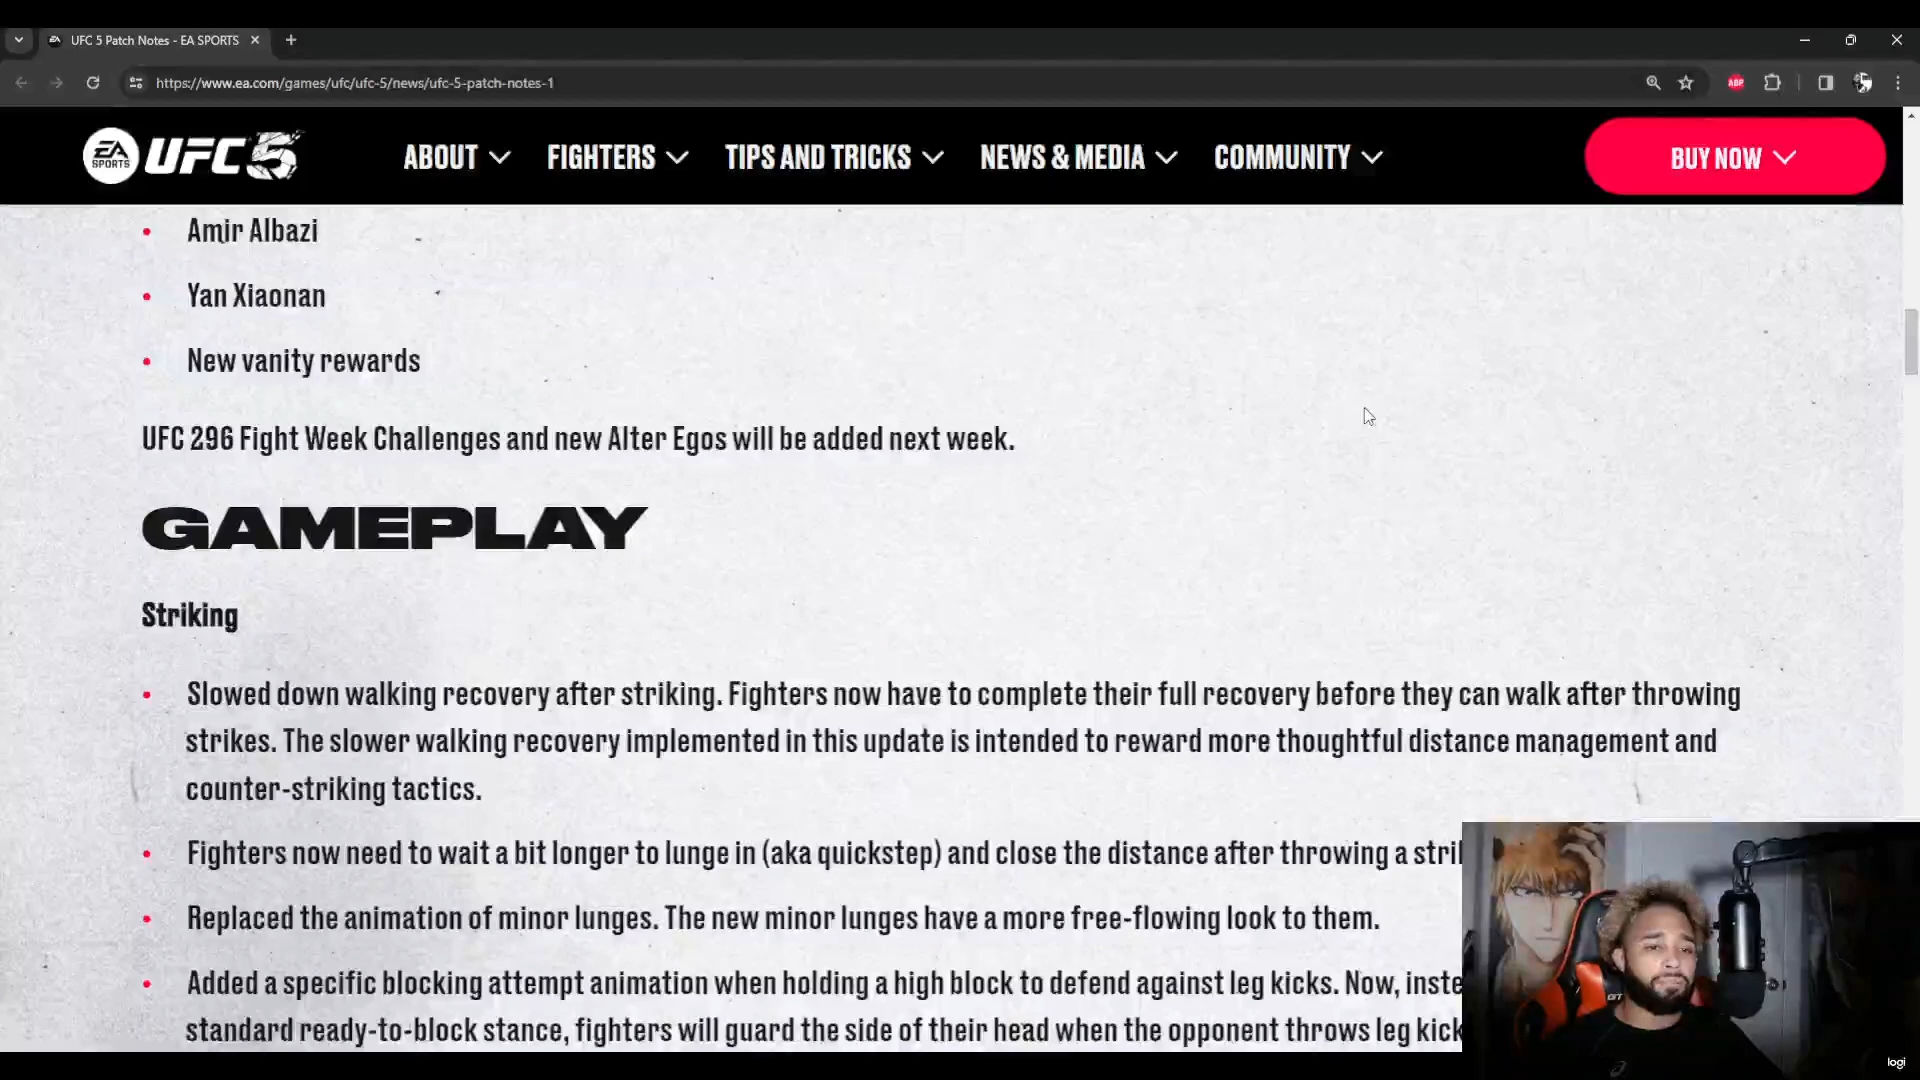 UFC 5 Patch Notes - EA SPORTS
https://www.ea.com/games/ufc/ufc-5/news/ufc-5-patch-notes-1
ABP
EA SPORTS UFC 5
ABOUT
FIGHTERS
TIPS AND TRICKS
NEWS & MEDIA
COMMUNITY
BUY NOW
• Amir Albazi
• Yan Xiaonan
• New vanity rewards
UFC 296 Fight Week Challenges and new Alter Egos will be added next week.
GAMEPLAY
Striking
• Slowed down walking recovery after striking. Fighters now have to complete their full recovery before they can walk after throwing
strikes. The slower walking recovery implemented in this update is intended to reward more thoughtful distance management and
counter-striking tactics.
• Fighters now need to wait a bit longer to lunge in (aka quickstep) and close the distance after throwing a stri
• Replaced the animation of minor lunges. The new minor lunges have a more free-flowing look to them.
• Added a specific blocking attempt animation when holding a high block to defend against leg kicks. Now, inste
standard ready-to-block stance, fighters will guard the side of their head when the opponent throws leg kick
GT
logi